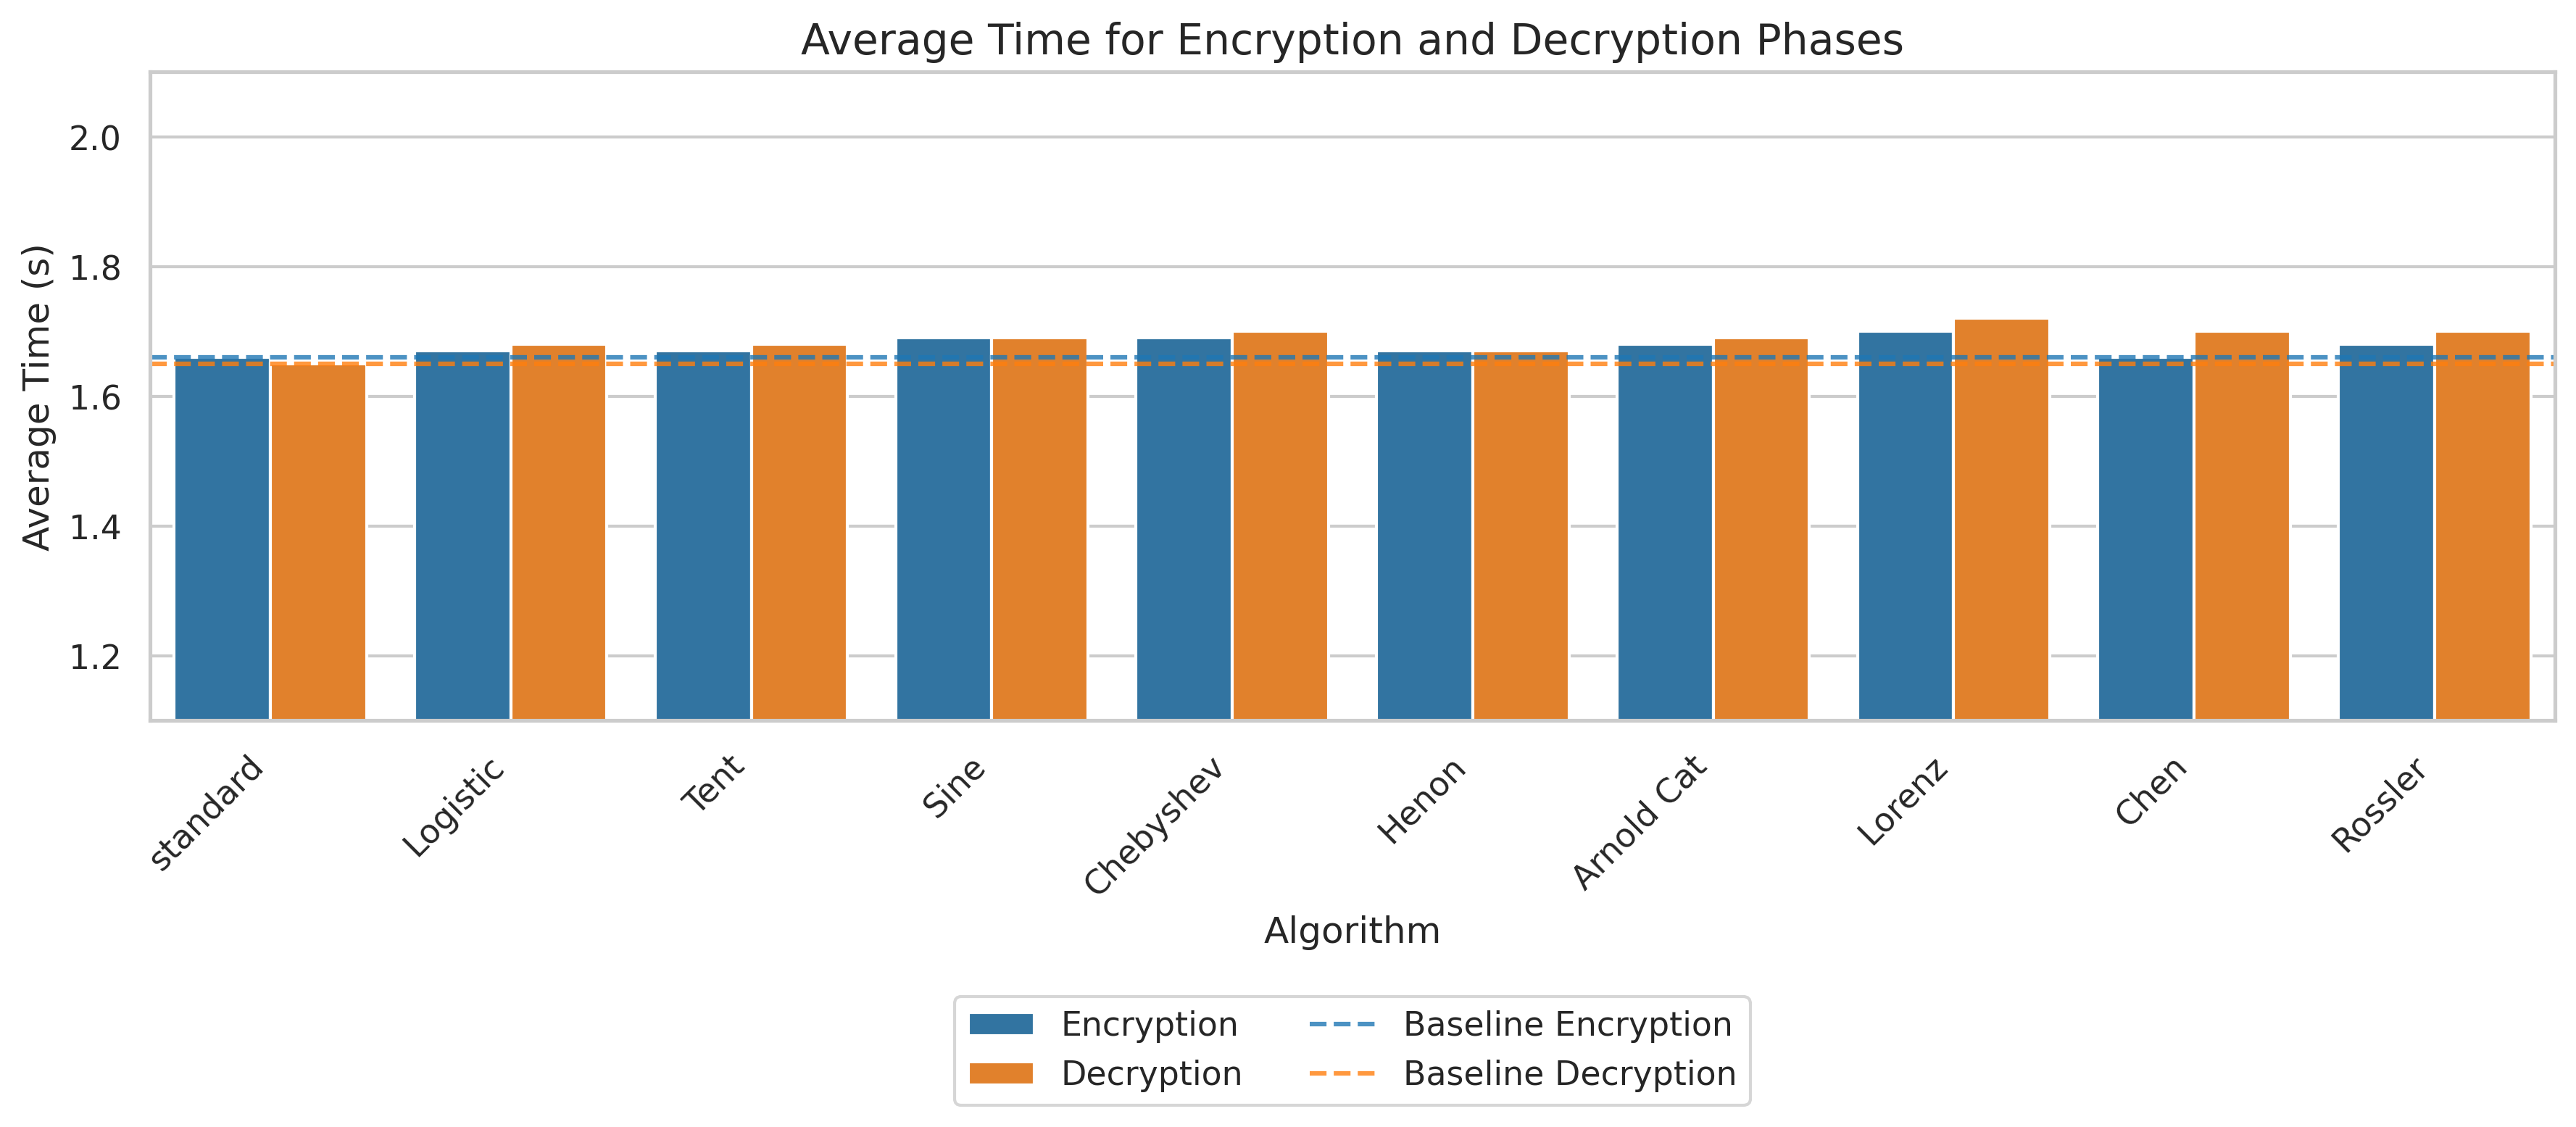 Average Time for Encryption and Decryption Phases
Average Time (s)
2.0
1.8
1.6
1.4
1.2
standard
Logistic
Tent
Sine
Chebyshev
Henon
Arnold Cat
Lorenz
Chen
Rossler
Algorithm
Encryption
Decryption
Baseline Encryption
Baseline Decryption